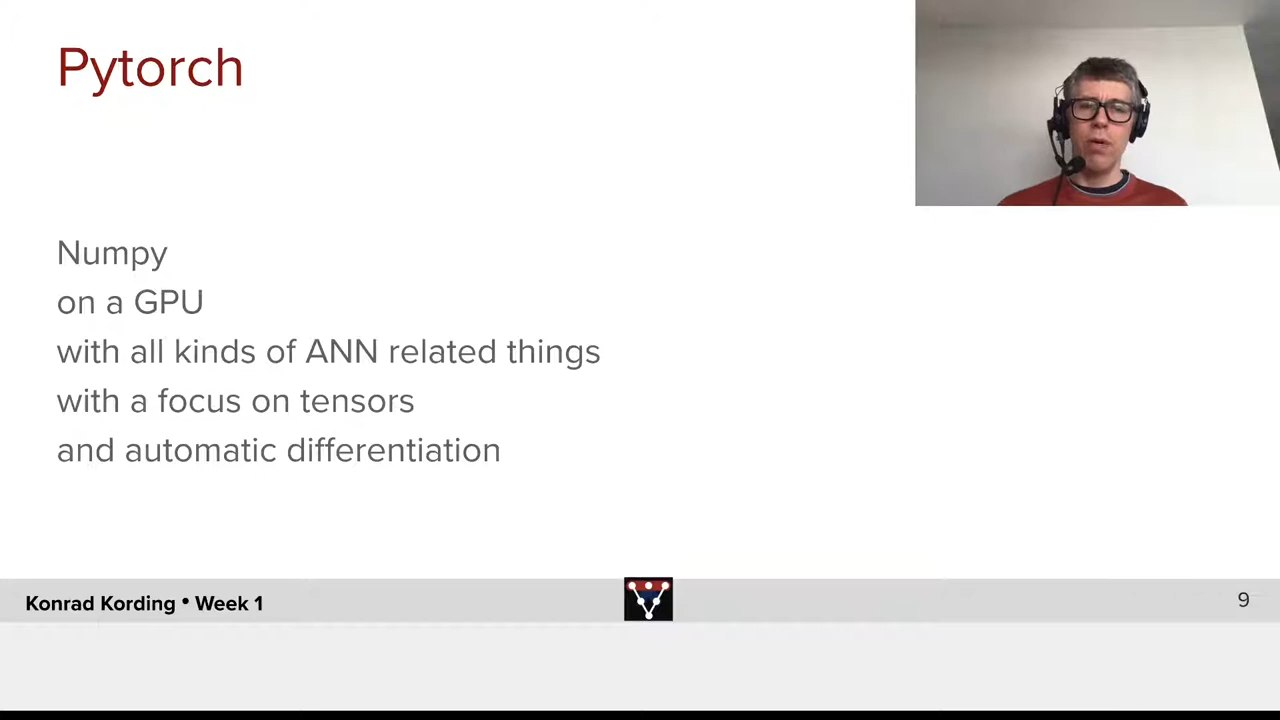 Pytorch
Numpy
on a GPU
with all kinds of ANN related things
with a focus on tensors
and automatic differentiation
Konrad Kording • Week 1
9